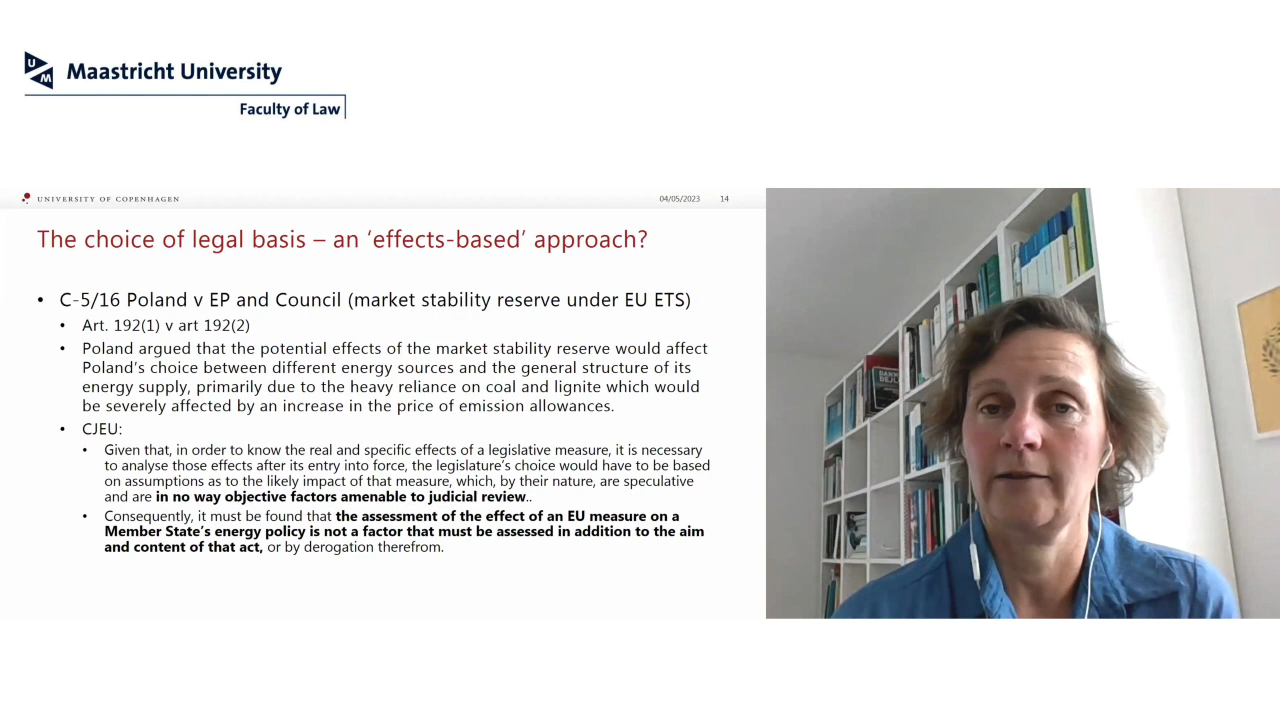 U
M
Maastricht University
Faculty of Law
UNIVERSITY OF COPENHAGEN
04/05/2023 14
The choice of legal basis – an ‘effects-based’ approach?
• C-5/16 Poland v EP and Council (market stability reserve under EU ETS)
• Art. 192(1) v art 192(2)
• Poland argued that the potential effects of the market stability reserve would affect
Poland’s choice between different energy sources and the general structure of its
energy supply, primarily due to the heavy reliance on coal and lignite which would
be severely affected by an increase in the price of emission allowances.
• CJEU:
• Given that, in order to know the real and specific effects of a legislative measure, it is necessary
to analyse those effects after its entry into force, the legislature’s choice would have to be based
on assumptions as to the likely impact of that measure, which, by their nature, are speculative
and are in no way objective factors amenable to judicial review..
• Consequently, it must be found that the assessment of the effect of an EU measure on a
Member State’s energy policy is not a factor that must be assessed in addition to the aim
and content of that act, or by derogation therefrom.